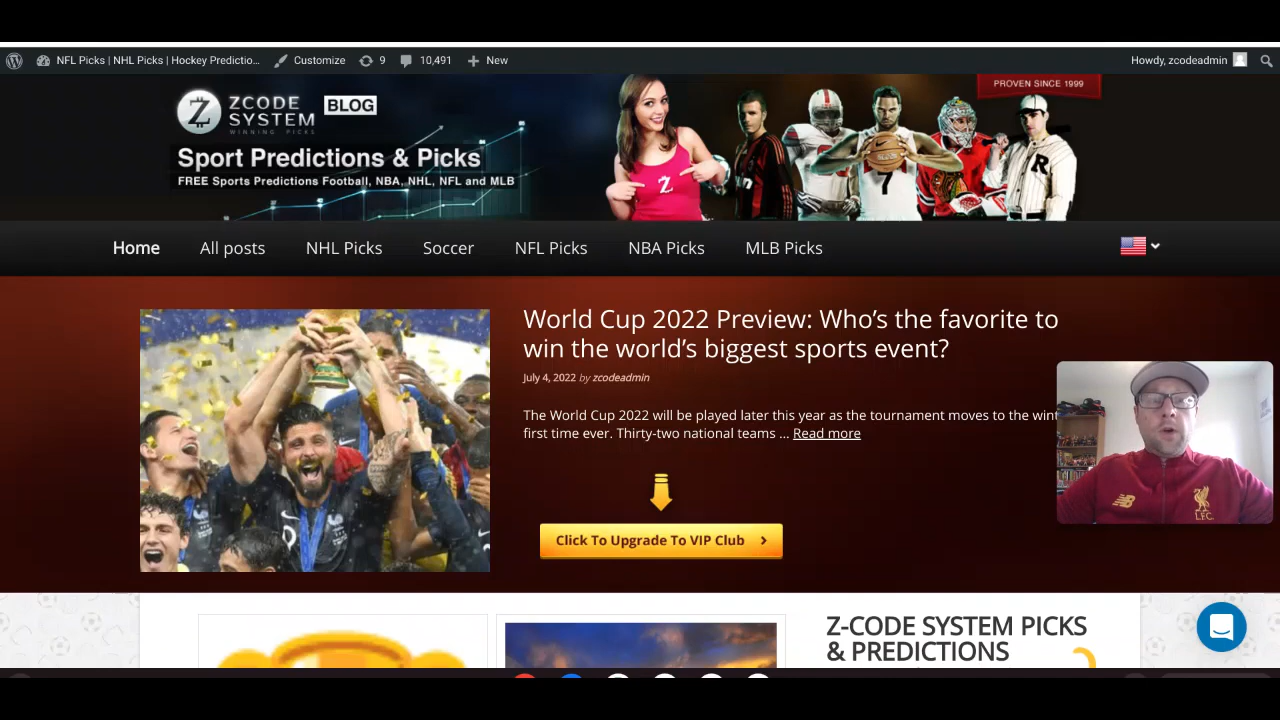 NFL Picks | NHL Picks | Hockey Predictio... Customize 9 10,491 New Howdy, zcodeadmin
PROVEN SINCE 1999
ZCODE
SYSTEM
BLOG
WINNING PICKS
Sport Predictions & Picks
FREE Sports Predictions Football, NBA, NHL, NFL and MLB
Z
Z
R
Home All posts NHL Picks Soccer NFL Picks NBA Picks MLB Picks
World Cup 2022 Preview: Who’s the favorite to
win the world’s biggest sports event?
July 4, 2022 by zcodeadmin
The World Cup 2022 will be played later this year as the tournament moves to the wint
first time ever. Thirty-two national teams ... Read more
Click To Upgrade To VIP Club
L.F.C.
Z-CODE SYSTEM PICKS
& PREDICTIONS